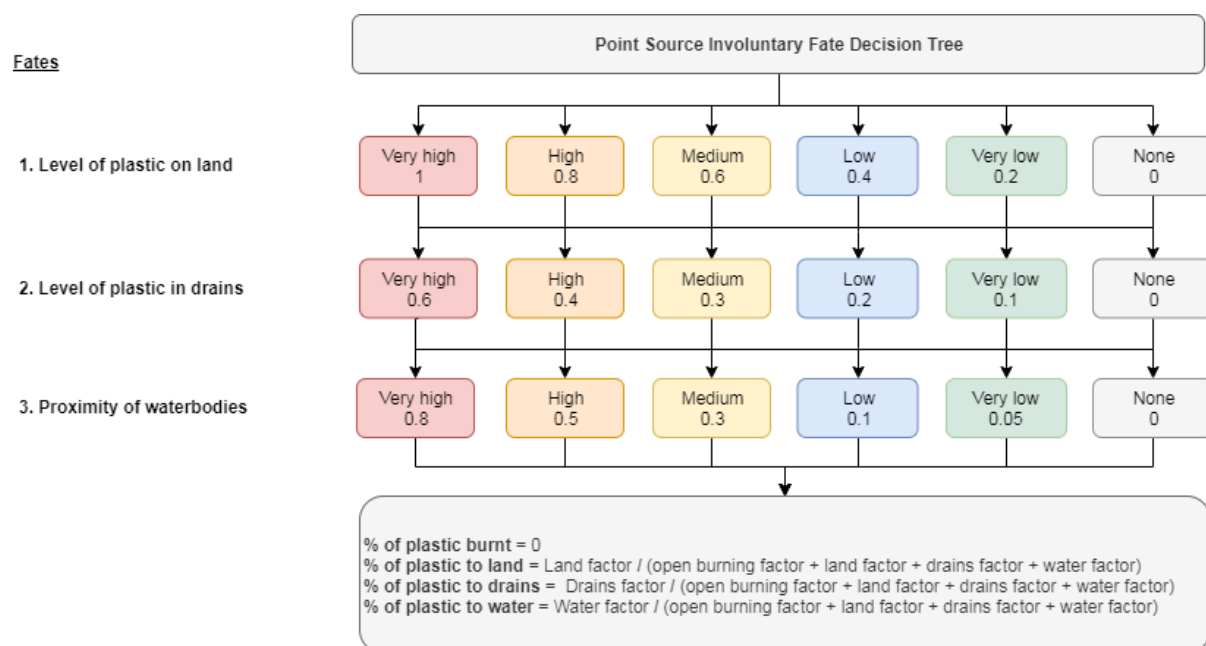 Point Source Involuntary Fate Decision Tree
Fates
1. Level of plastic on land
Very high
1
High
0.8
Medium
0.6
Low
0.4
Very low
0.2
None
0
2. Level of plastic in drains
Very high
0.6
High
0.4
Medium
0.3
Low
0.2
Very low
0.1
None
0
3. Proximity of waterbodies
Very high
0.8
High
0.5
Medium
0.3
Low
0.1
Very low
0.05
None
0
% of plastic burnt = 0
% of plastic to land = Land factor / (open burning factor + land factor + drains factor + water factor)
% of plastic to drains = Drains factor / (open burning factor + land factor + drains factor + water factor)
% of plastic to water = Water factor / (open burning factor + land factor + drains factor + water factor)